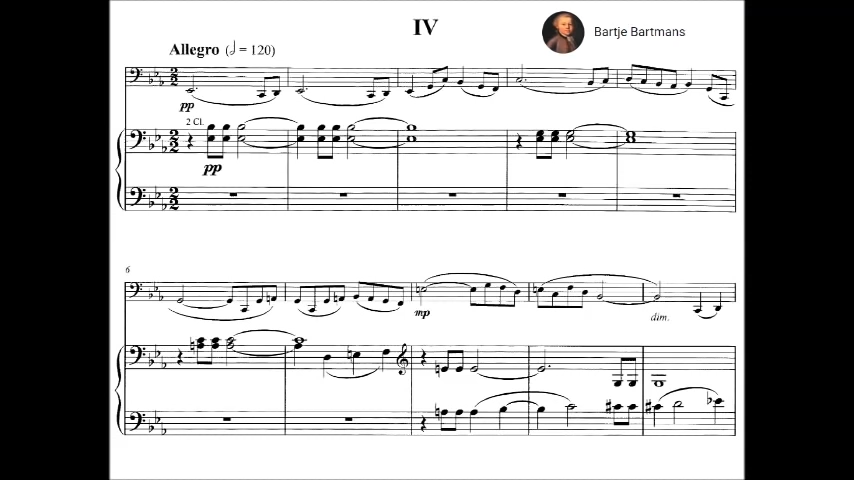 IV
Bartje Bartmans
Allegro (𝅗𝅥 = 120)
pp
2 Cl.
pp
6
mp
dim.